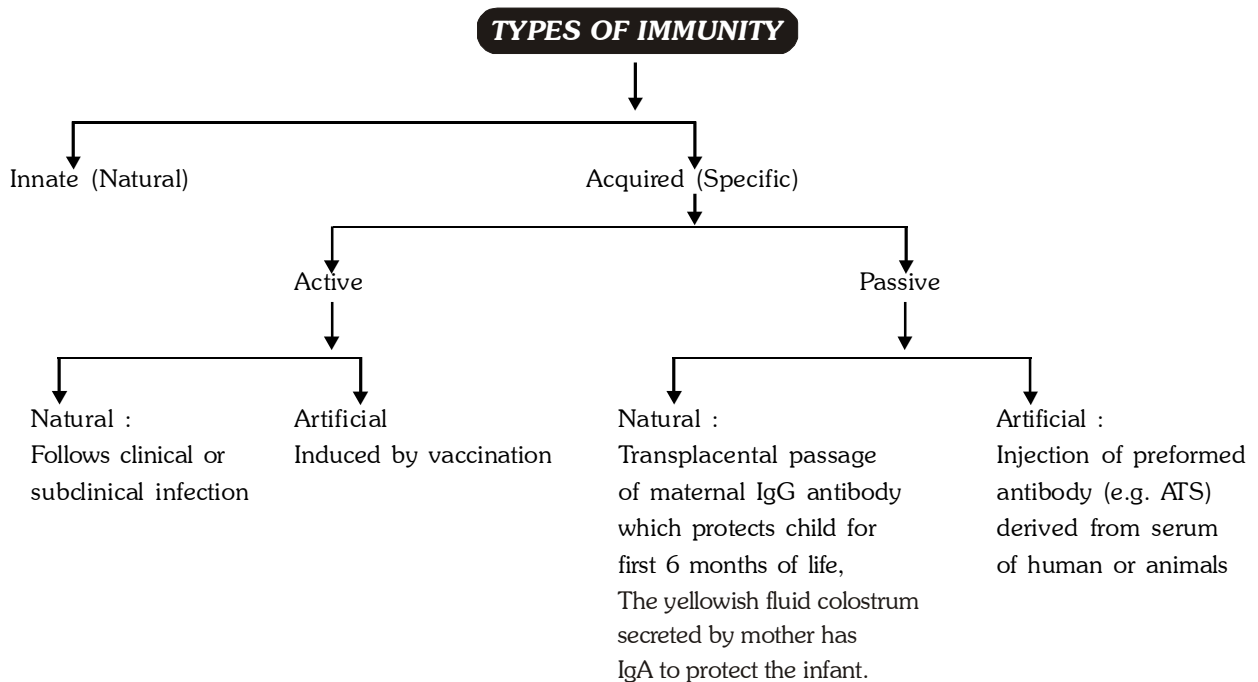 TYPES OF IMMUNITY
Innate (Natural)
Acquired (Specific)
Active
Passive
Natural :
Follows clinical or
subclinical infection
Artificial
Induced by vaccination
Natural :
Transplacental passage
of maternal IgG antibody
which protects child for
first 6 months of life,
The yellowish fluid colostrum
secreted by mother has
IgA to protect the infant.
Artificial :
Injection of preformed
antibody (e.g. ATS)
derived from serum
of human or animals